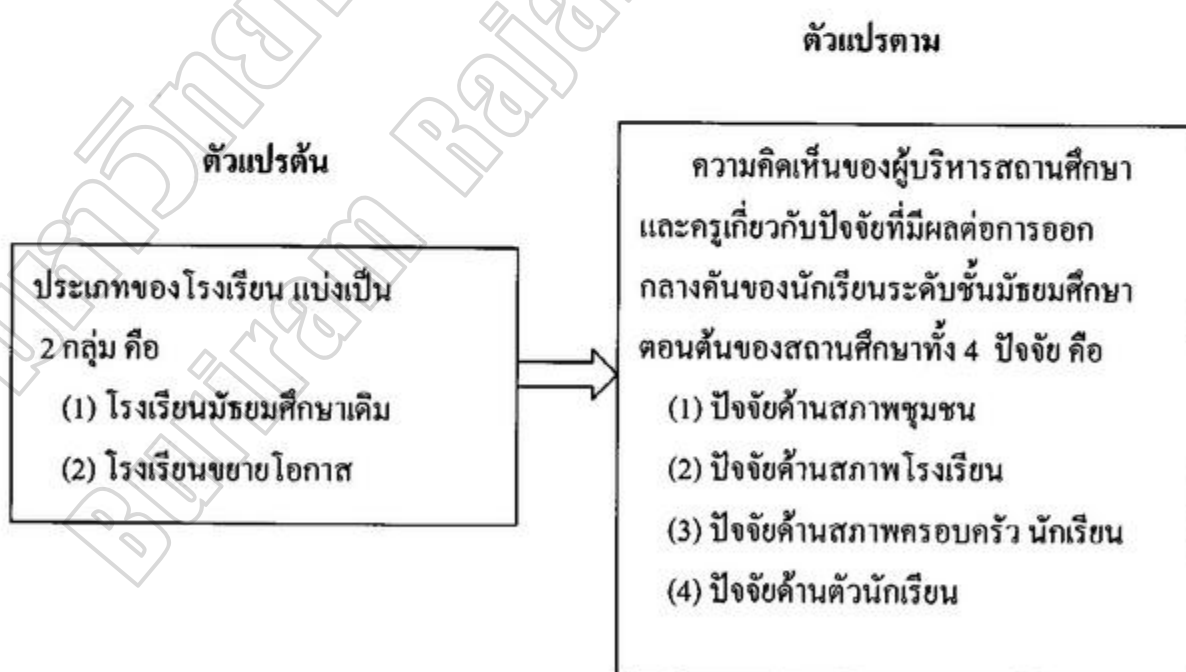 ตัวแปรตาม
ตัวแปรต้น
ประเภทของโรงเรียน แบ่งเป็น
2 กลุ่ม คือ
(1) โรงเรียนมัธยมศึกษาเดิม
(2) โรงเรียนขยายโอกาส
ความคิดเห็นของผู้บริหารสถานศึกษา
และครูเกี่ยวกับปัจจัยที่มีผลต่อการออก
กลางคันของนักเรียนระดับชั้นมัธยมศึกษา
ตอนต้นของสถานศึกษาทั้ง 4 ปัจจัย คือ
(1) ปัจจัยด้านสภาพชุมชน
(2) ปัจจัยด้านสภาพโรงเรียน
(3) ปัจจัยด้านสภาพครอบครัว นักเรียน
(4) ปัจจัยด้านตัวนักเรียน
Buriram Raja